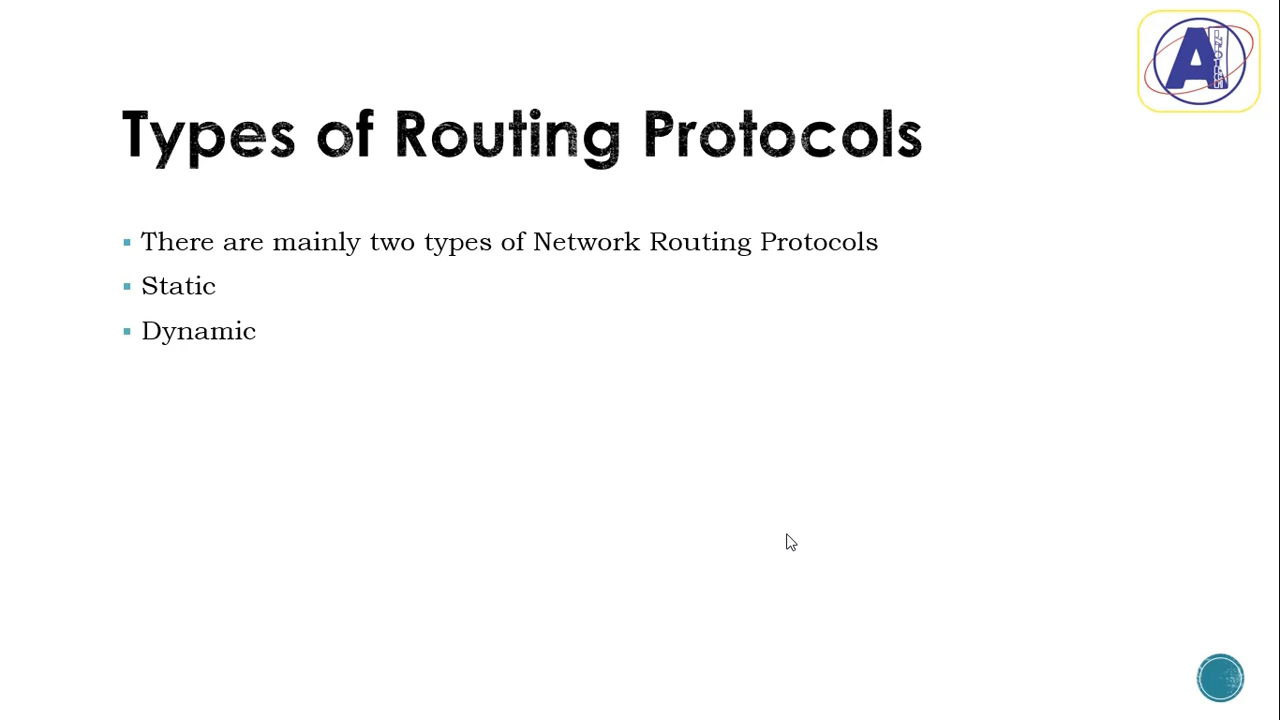 Types of Routing Protocols
There are mainly two types of Network Routing Protocols
Static
Dynamic
A